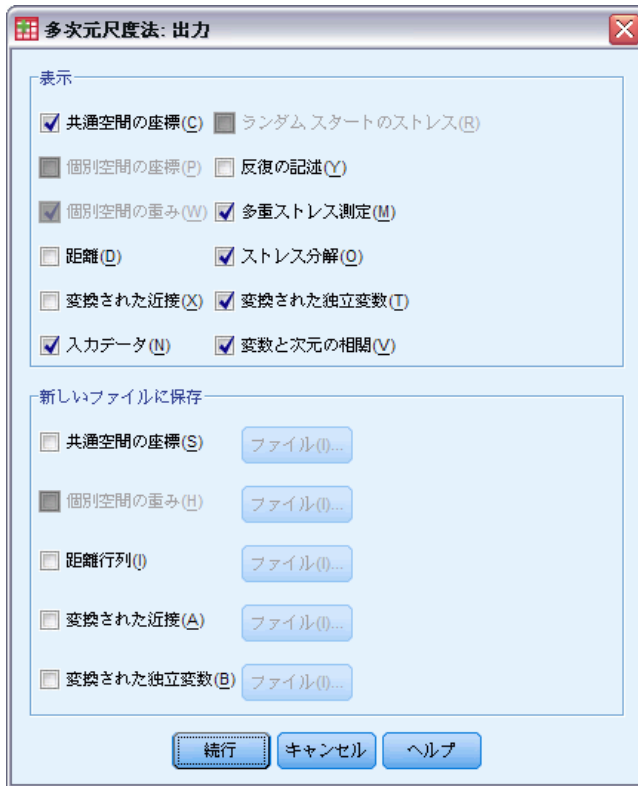 多次元尺度法: 出力
表示
共通空間の座標(C) ランダム スタートのストレス(R)
個別空間の座標(P) 反復の記述(Y)
個別空間の重み(W) 多重ストレス測定(M)
距離(D) ストレス分解(O)
変換された近接(X) 変換された独立変数(T)
入力データ(N) 変数と次元の相関(V)
新しいファイルに保存
共通空間の座標(S) ファイル(I)...
個別空間の重み(H) ファイル(I)...
距離行列(I) ファイル(I)...
変換された近接(A) ファイル(I)...
変換された独立変数(B) ファイル(I)...
続行 キャンセル ヘルプ